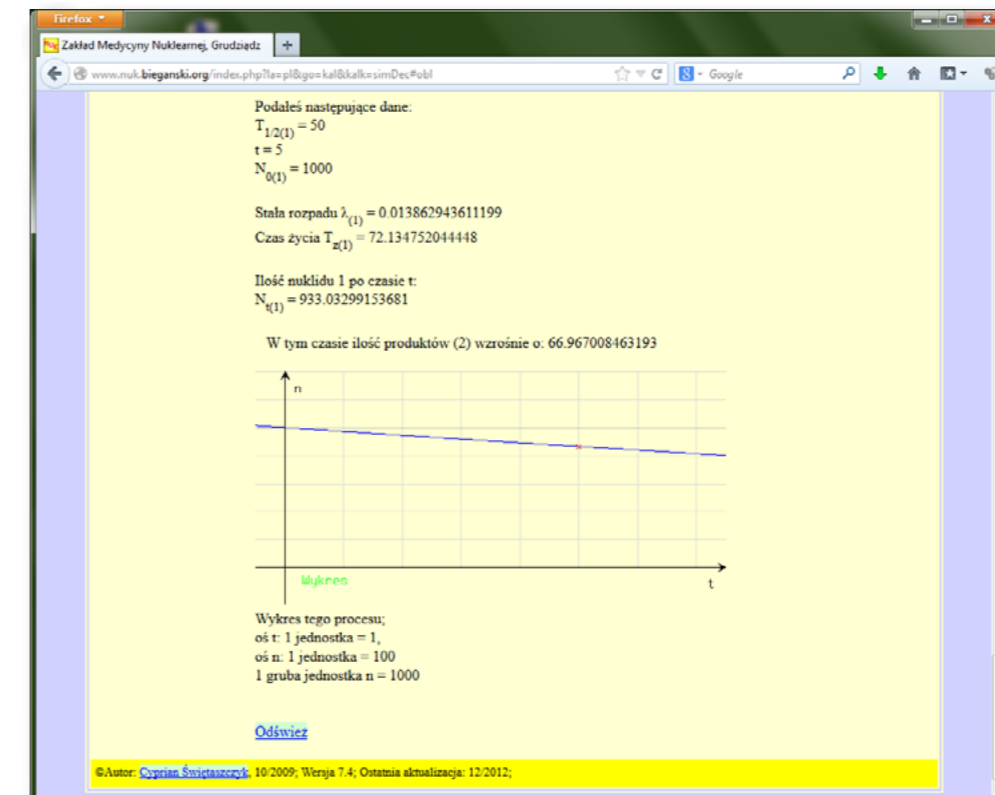 Firefox
Zakład Medycyny Nuklearnej, Grudziądz
www.nuk.bieganski.org/index.php?la=pl&go=kal&kalk=simDec#obl
Google
Podałeś następujące dane:
T1/2(1) = 50
t = 5
N0(1) = 1000
Stała rozpadu λ(1) = 0.013862943611199
Czas życia Tż(1) = 72.134752044448
Ilość nuklidu 1 po czasie t:
Nt(1) = 933.03299153681
W tym czasie ilość produktów (2) wzrośnie o: 66.967008463193
n
Wykres
t
Wykres tego procesu;
oś t: 1 jednostka = 1,
oś n: 1 jednostka = 100
1 gruba jednostka n = 1000
Odśwież
©Autor: Cyprian Świętaszczyk, 10/2009; Wersja 7.4; Ostatnia aktualizacja: 12/2012;